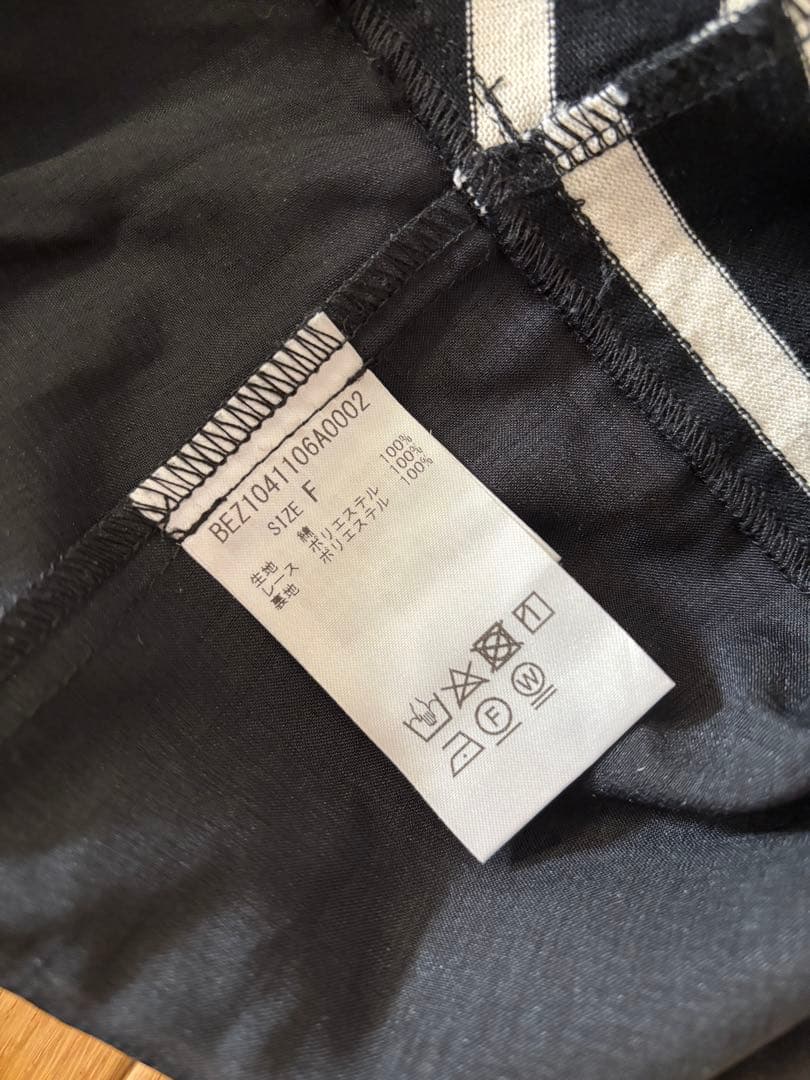 BEZ1041106A0002
SIZE F
生地 綿 100%
レース ポリエステル 100%
裏地 ポリエステル 100%
F W